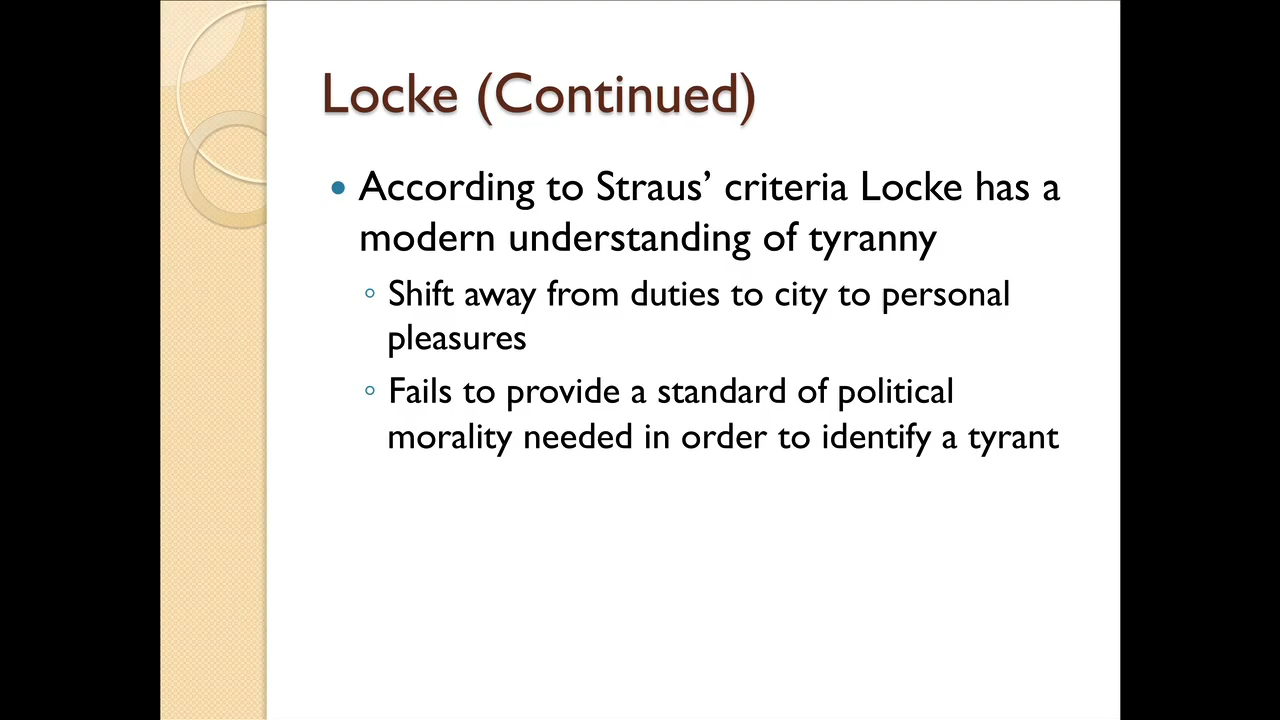 Locke (Continued)
• According to Straus’ criteria Locke has a
modern understanding of tyranny
◦ Shift away from duties to city to personal
pleasures
◦ Fails to provide a standard of political
morality needed in order to identify a tyrant